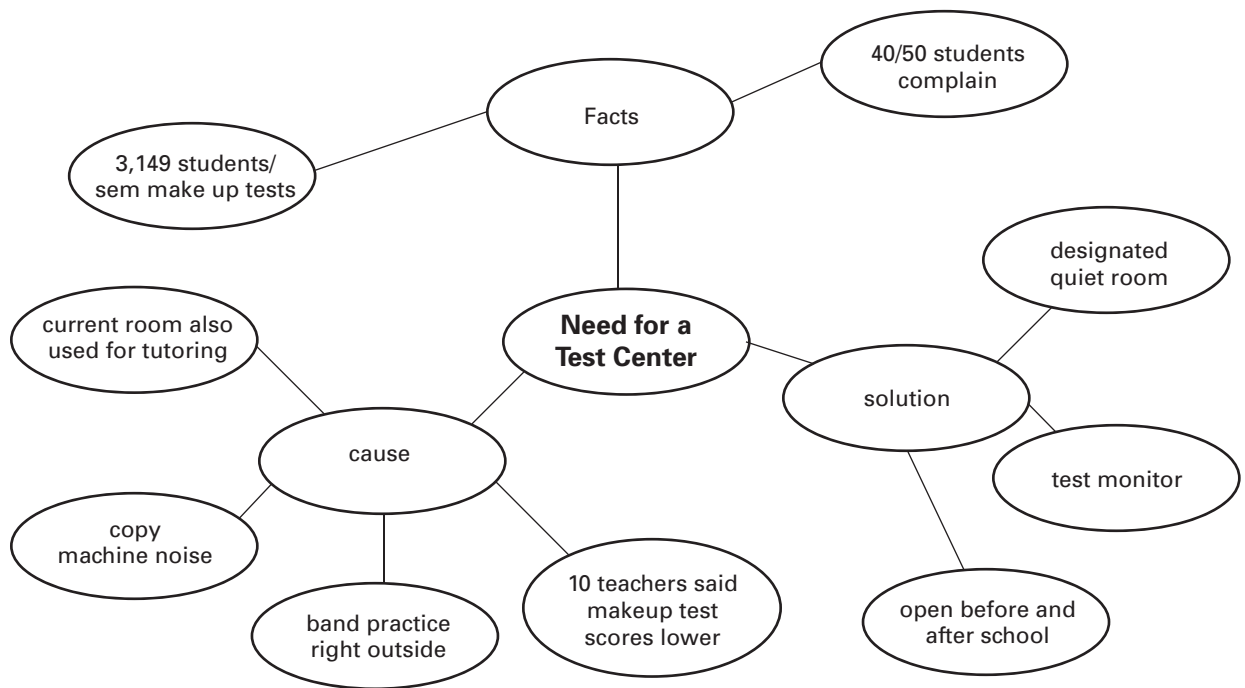 40/50 students
complain
Facts
3,149 students/
sem make up tests
designated
quiet room
current room also
used for tutoring
Need for a
Test Center
solution
cause
test monitor
copy
machine noise
10 teachers said
makeup test
scores lower
band practice
right outside
open before and
after school